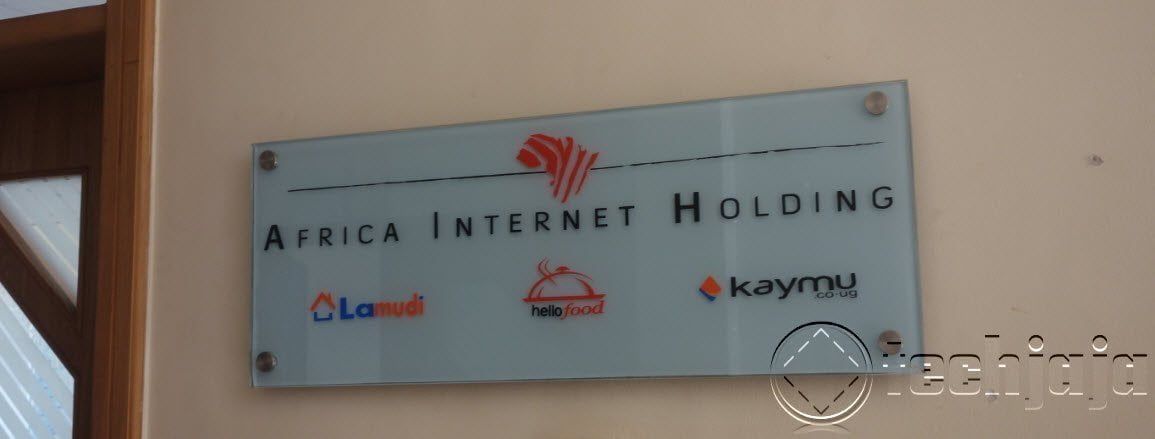 AFRICA INTERNET HOLDING
Lamudi
hellofood
kaymu
.co.ug
techjaja